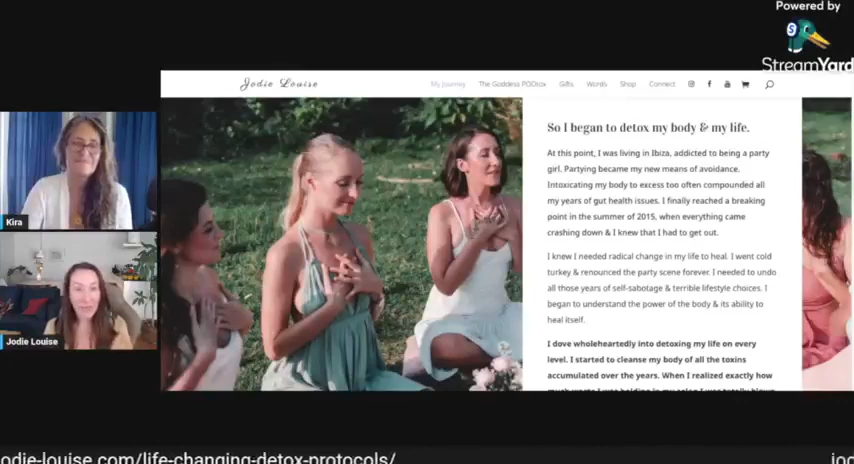 Powered by
S
StreamYard
Jodie Louise
My Journey
The Goddess PODtox
Gifts
Words
Shop
Connect
So I began to detox my body & my life.
At this point, I was living in Ibiza, addicted to being a party
girl. Partying became my new means of avoidance.
Intoxicating my body to excess too often compounded all
my years of gut health issues. I finally reached a breaking
point in the summer of 2015, when everything came
crashing down & I knew that I had to get out.
I knew I needed radical change in my life to heal. I went cold
turkey & renounced the party scene forever. I needed to undo
all those years of self-sabotage & terrible lifestyle choices. I
began to understand the power of the body & its ability to
heal itself.
I dove wholeheartedly into detoxing my life on every
level. I started to cleanse my body of all the toxins
accumulated over the years. When I realized exactly how
Kira
Jodie Louise
odie-louise.com/life-changing-detox-protocols/
joc